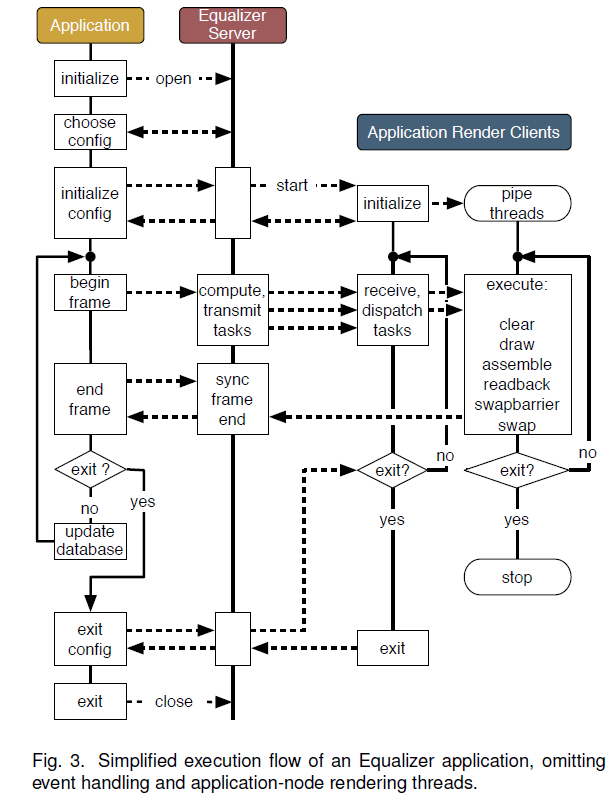 Application
Equalizer
Server
initialize
open
choose
config
Application Render Clients
initialize
config
start
initialize
pipe
threads
begin
frame
compute,
transmit
tasks
receive,
dispatch
tasks
execute:
clear
draw
assemble
readback
swapbarrier
swap
end
frame
sync
frame
end
exit ?
no
yes
update
database
exit?
no
yes
exit?
no
yes
stop
exit
config
exit
exit
close
Fig. 3. Simplified execution flow of an Equalizer application, omitting
event handling and application-node rendering threads.